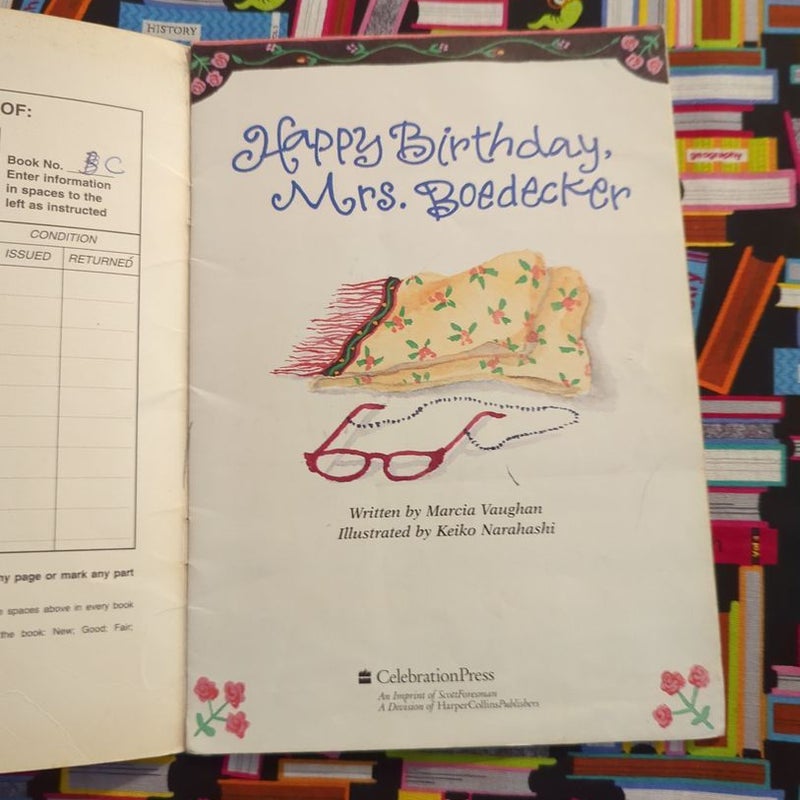 HISTORY
OF:
Book No. BC
Enter information
in spaces to the
left as instructed
CONDITION
ISSUED RETURNED
ny page or mark any part
spaces above in every book
the book: New; Good; Fair;
Happy Birthday,
Mrs. Boedecker
Written by Marcia Vaughan
Illustrated by Keiko Narahashi
CelebrationPress
An Imprint of ScottForesman
A Division of HarperCollinsPublishers
geography
Vol 1